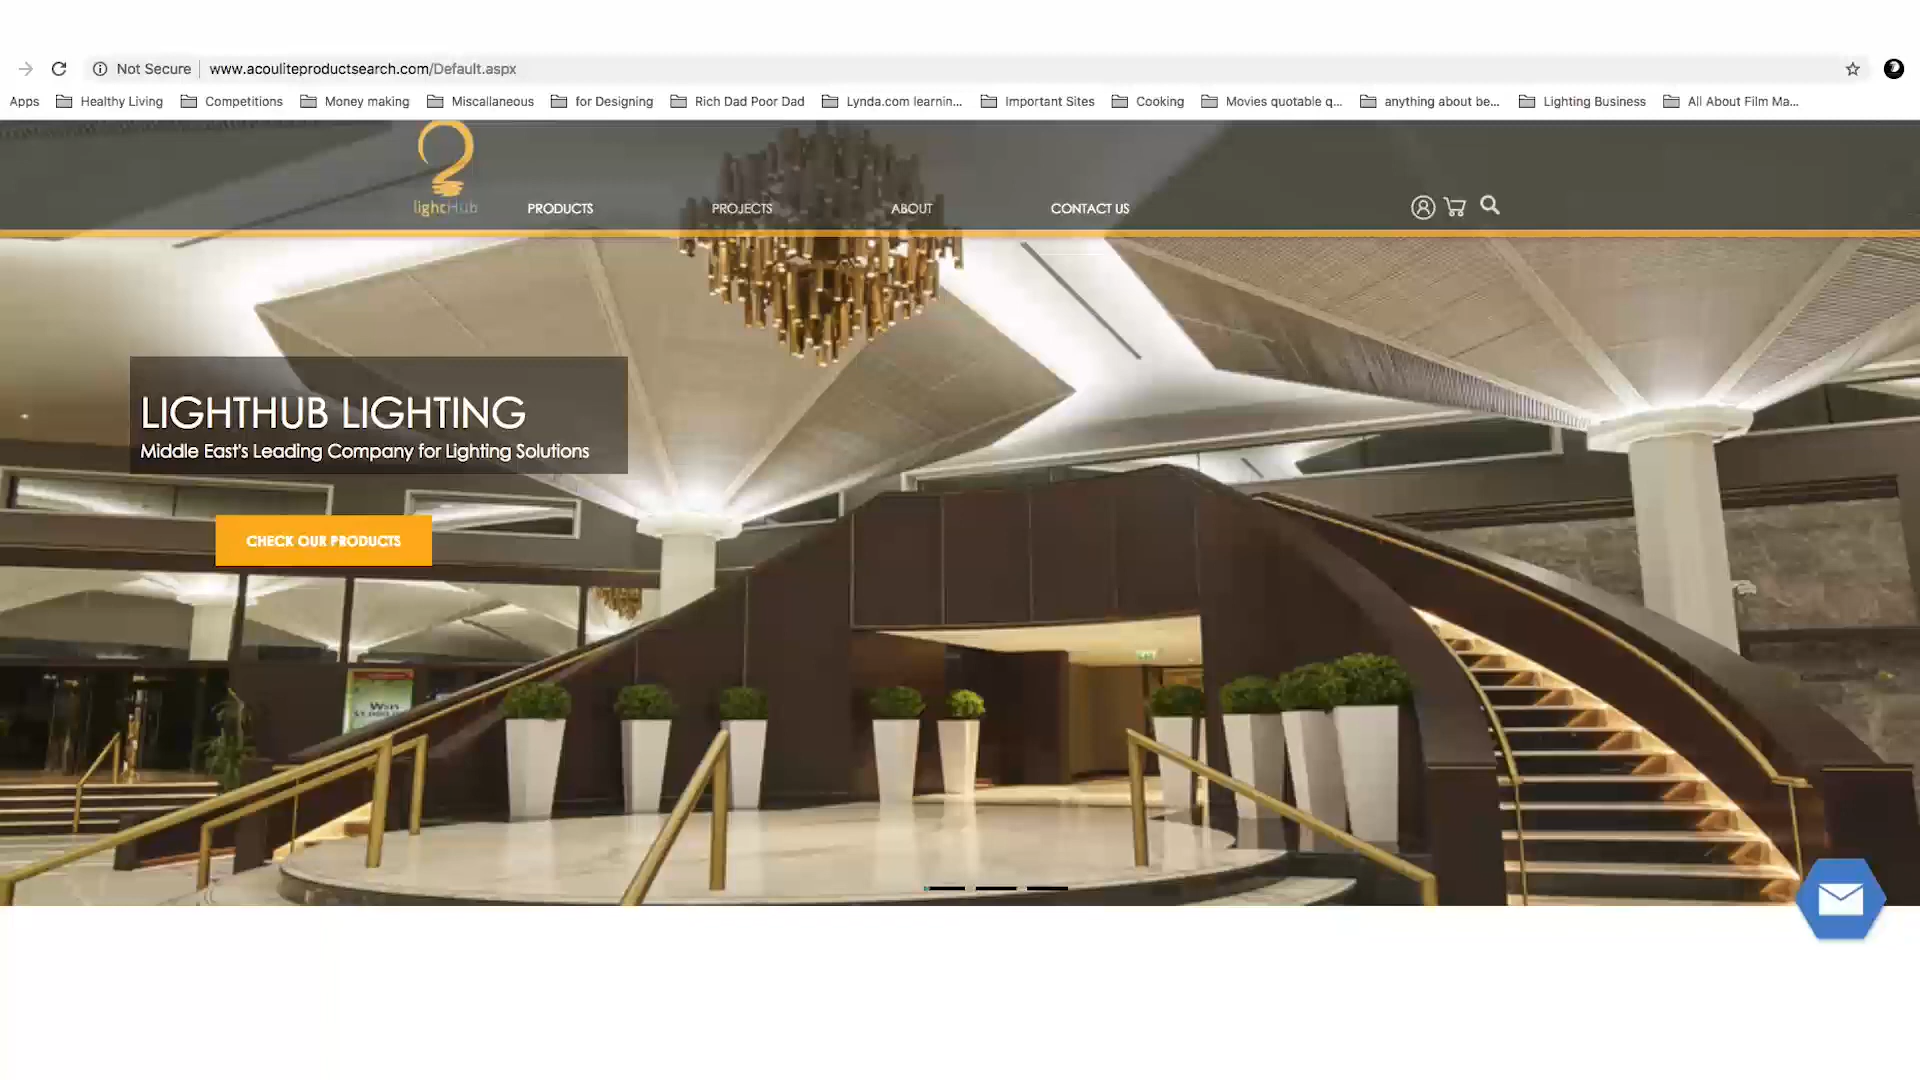 Not Secure www.acouliteproductsearch.com/Default.aspx
Apps Healthy Living Competitions Money making Miscellaneous for Designing Rich Dad Poor Dad Lynda.com learnin... Important Sites Cooking Movies quotable q... anything about be... Lighting Business All About Film Ma...
lightHub
PRODUCTS PROJECTS ABOUT CONTACT US
LIGHTHUB LIGHTING
Middle East's Leading Company for Lighting Solutions
CHECK OUR PRODUCTS